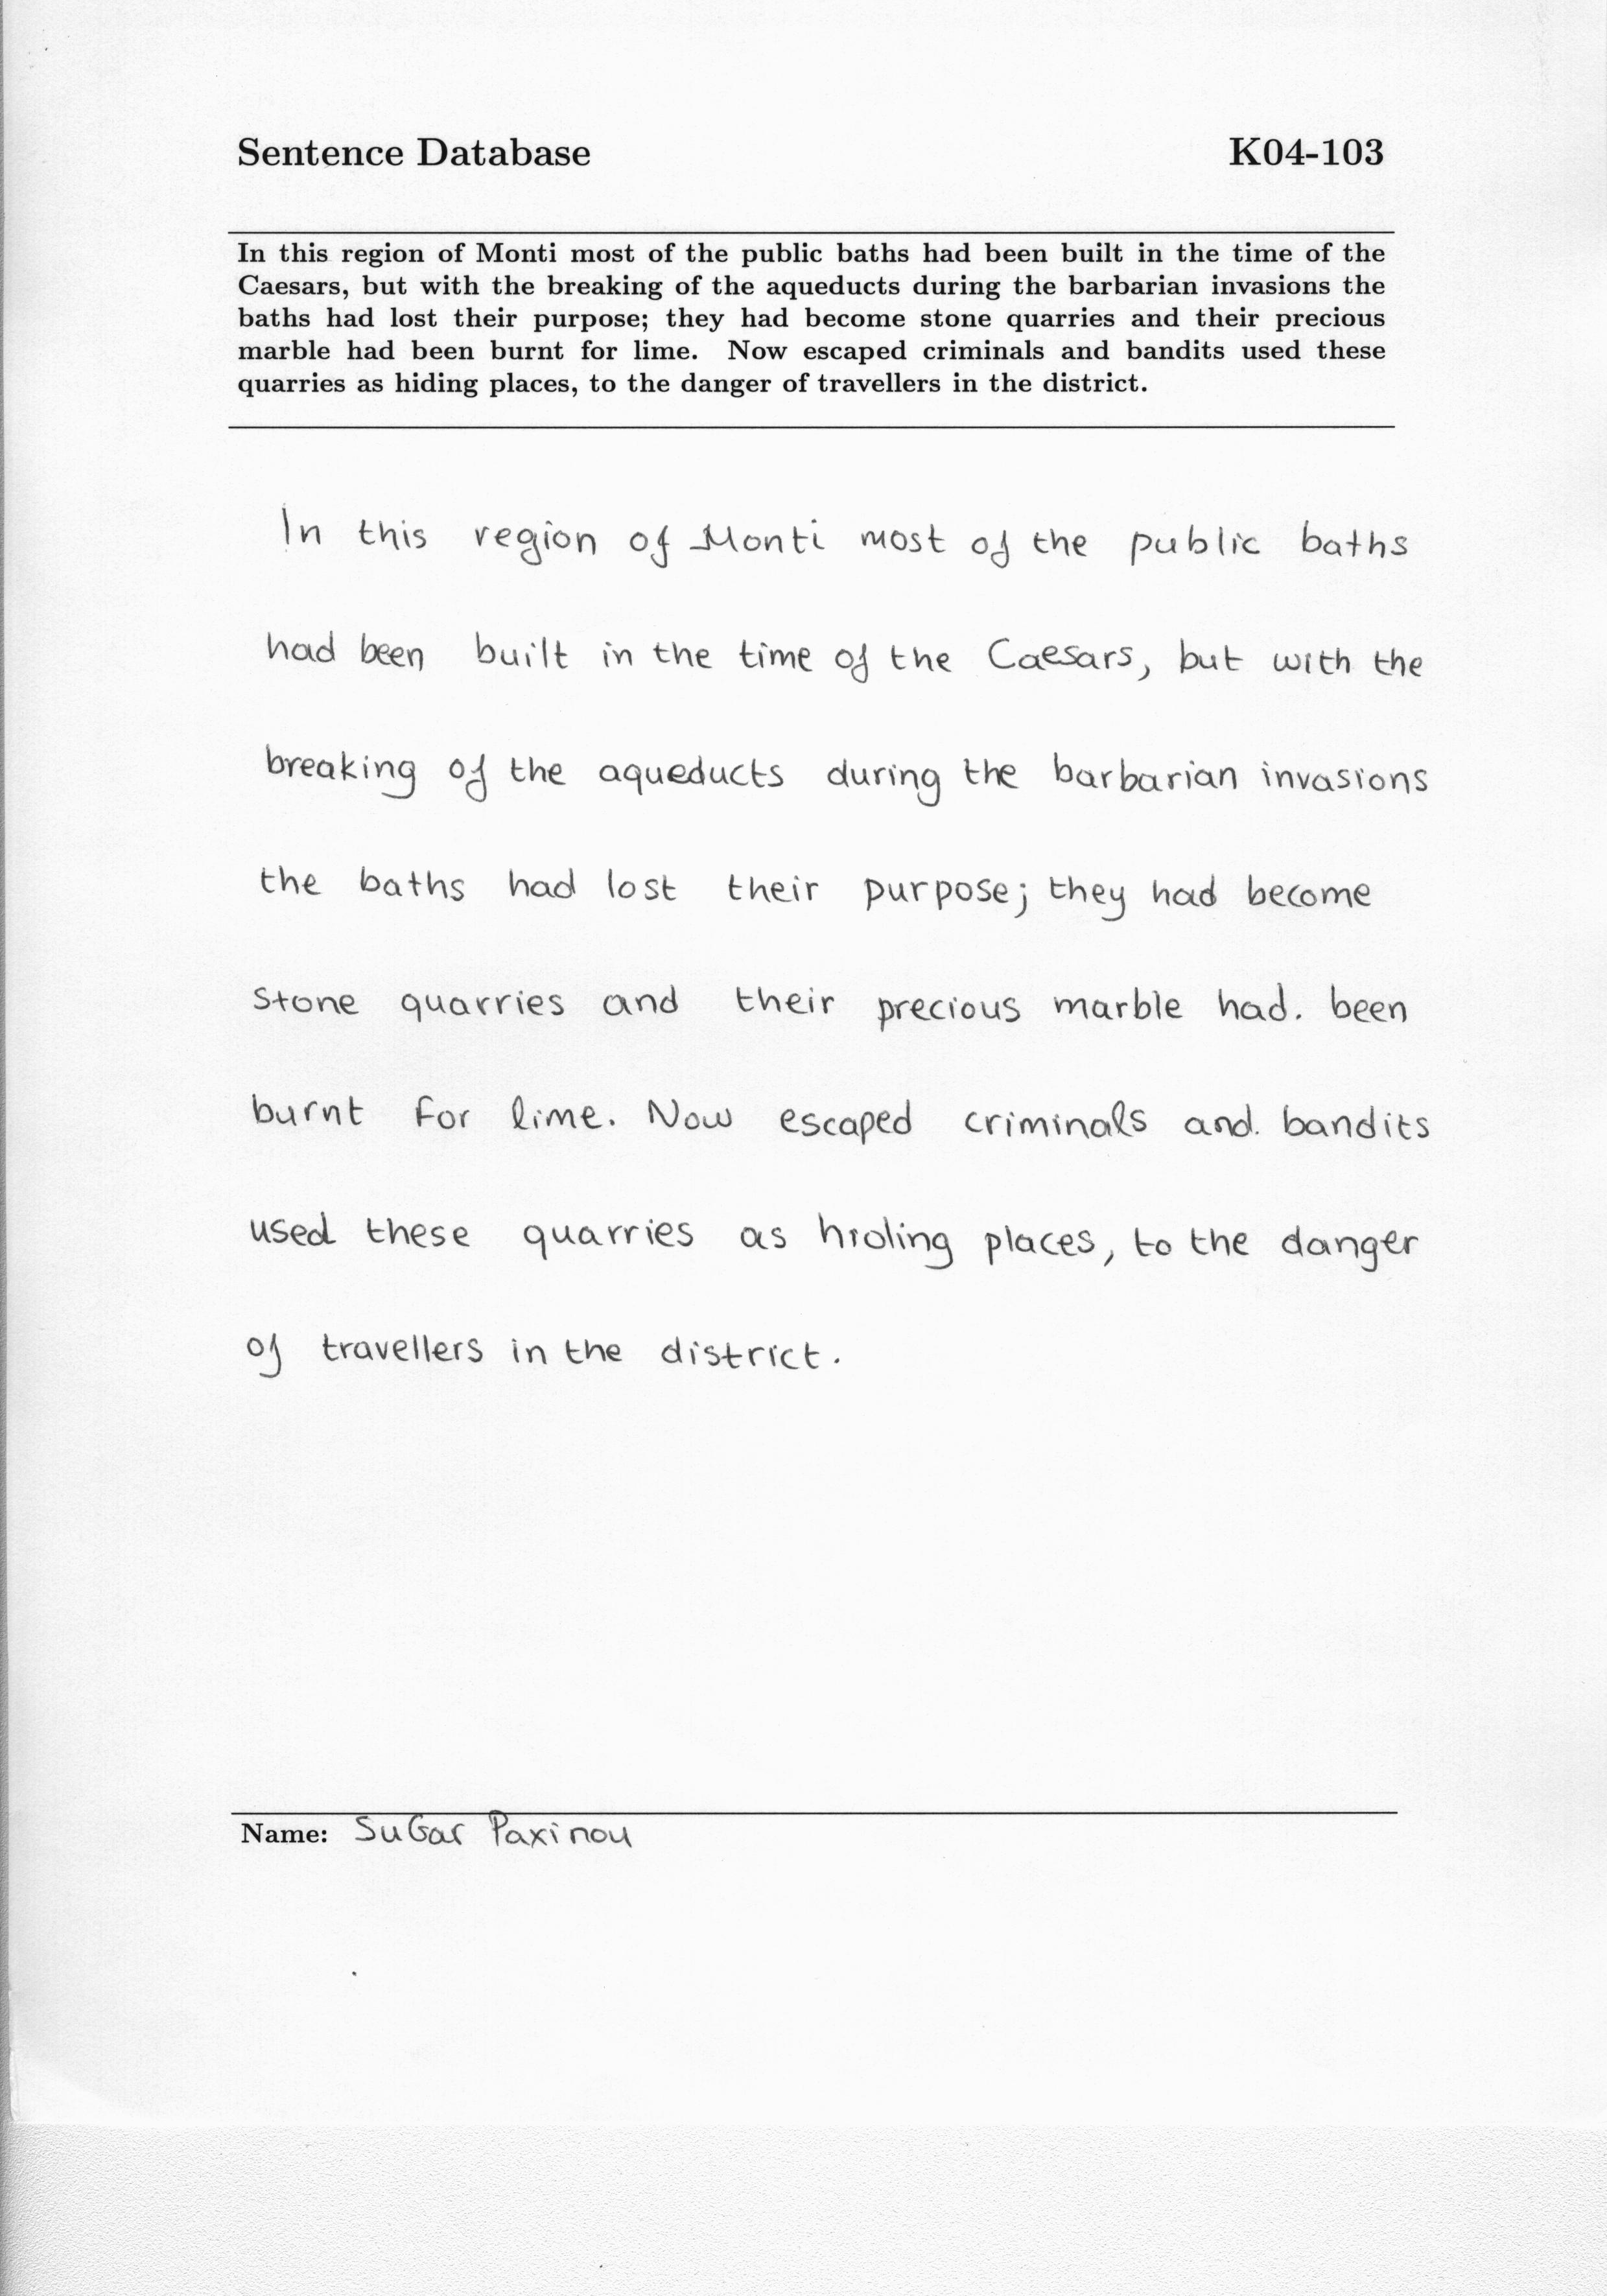 Sentence Database K04-103
In this region of Monti most of the public baths had been built in the time of the
Caesars, but with the breaking of the aqueducts during the barbarian invasions the
baths had lost their purpose; they had become stone quarries and their precious
marble had been burnt for lime. Now escaped criminals and bandits used these
quarries as hiding places, to the danger of travellers in the district.
In this region of Monti most of the public baths
had been built in the time of the Caesars, but with the
breaking of the aqueducts during the barbarian invasions
the baths had lost their purpose; they had become
stone quarries and their precious marble had. been
burnt for lime. Now escaped criminals and. bandits
used these quarries as hiding places, to the danger
of travellers in the district.
Name: SuGar Paxinou